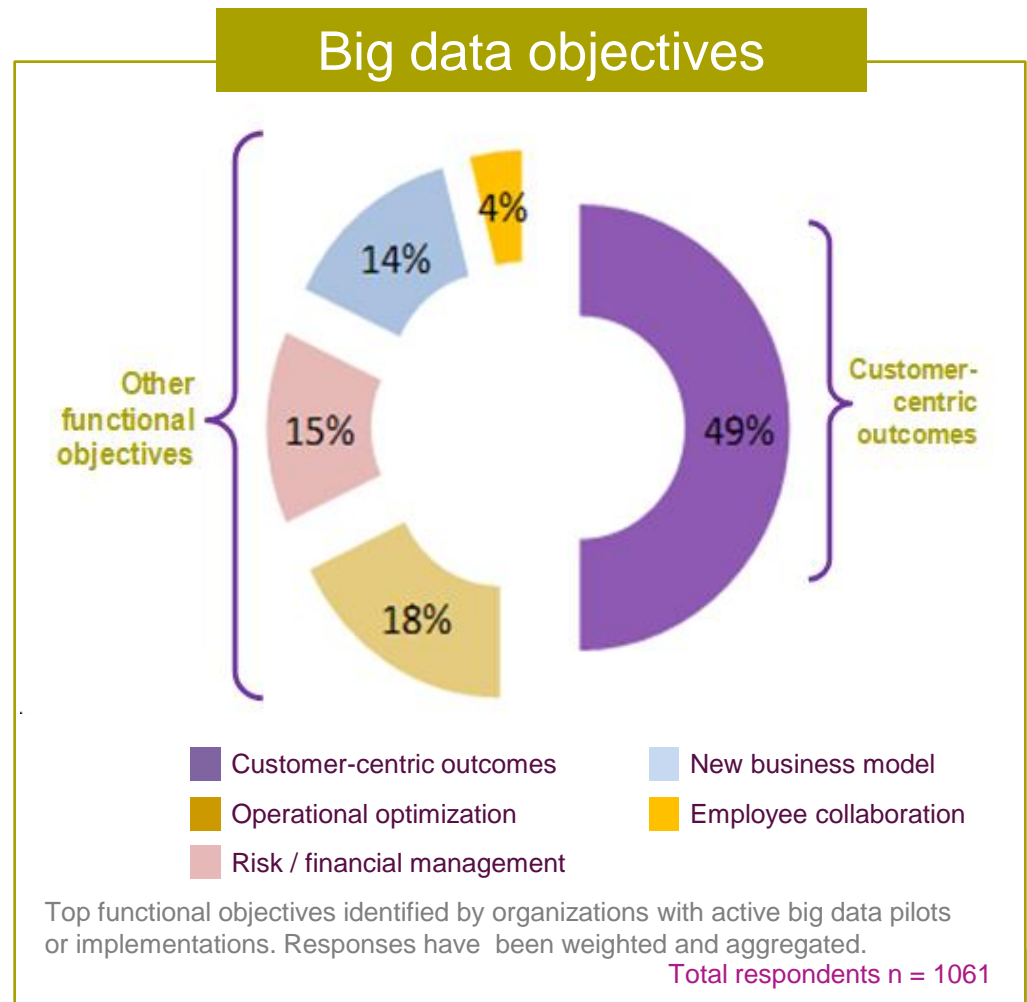 Big data objectives
4%
14%
Other
functional
objectives
15%
49%
Customer-
centric
outcomes
18%
.
Customer-centric outcomes
New business model
Operational optimization
Employee collaboration
Risk / financial management
Top functional objectives identified by organizations with active big data pilots
or implementations. Responses have  been weighted and aggregated.
Total respondents n = 1061